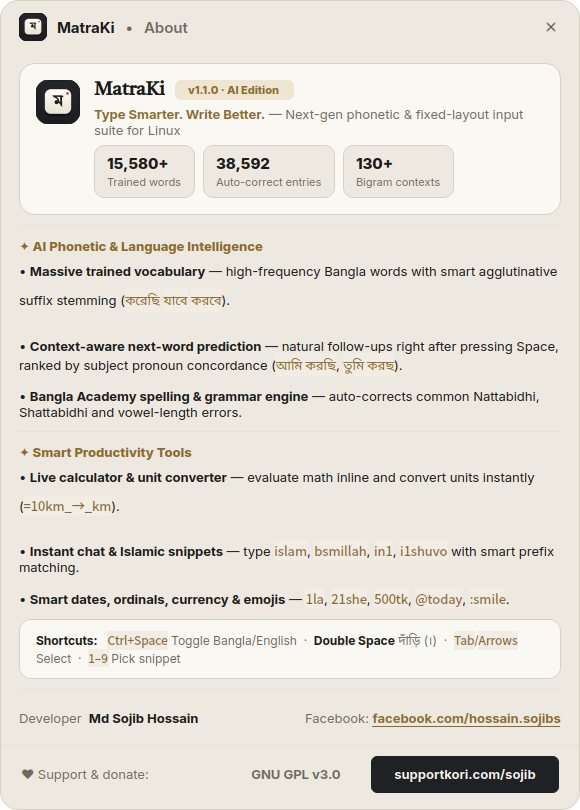 ম MatraKi • About ×
ম MatraKi v1.1.0 · AI Edition
Type Smarter. Write Better. — Next-gen phonetic & fixed-layout input
suite for Linux
15,580+ 38,592 130+
Trained words Auto-correct entries Bigram contexts
✦ AI Phonetic & Language Intelligence
• Massive trained vocabulary — high-frequency Bangla words with smart agglutinative
suffix stemming (করেছি যাবে করবে).
• Context-aware next-word prediction — natural follow-ups right after pressing Space,
ranked by subject pronoun concordance (আমি করছি, তুমি করছ).
• Bangla Academy spelling & grammar engine — auto-corrects common Nattabidhi,
Shattabidhi and vowel-length errors.
✦ Smart Productivity Tools
• Live calculator & unit converter — evaluate math inline and convert units instantly
(=10km_→_km).
• Instant chat & Islamic snippets — type islam, bsmillah, in1, i1shuvo with smart prefix
matching.
• Smart dates, ordinals, currency & emojis — 1la, 21she, 500tk, @today, :smile.
Shortcuts: Ctrl+Space Toggle Bangla/English · Double Space দাঁড়ি (।) · Tab/Arrows
Select · 1–9 Pick snippet
Developer Md Sojib Hossain Facebook: facebook.com/hossain.sojibs
♥ Support & donate: GNU GPL v3.0 supportkori.com/sojib